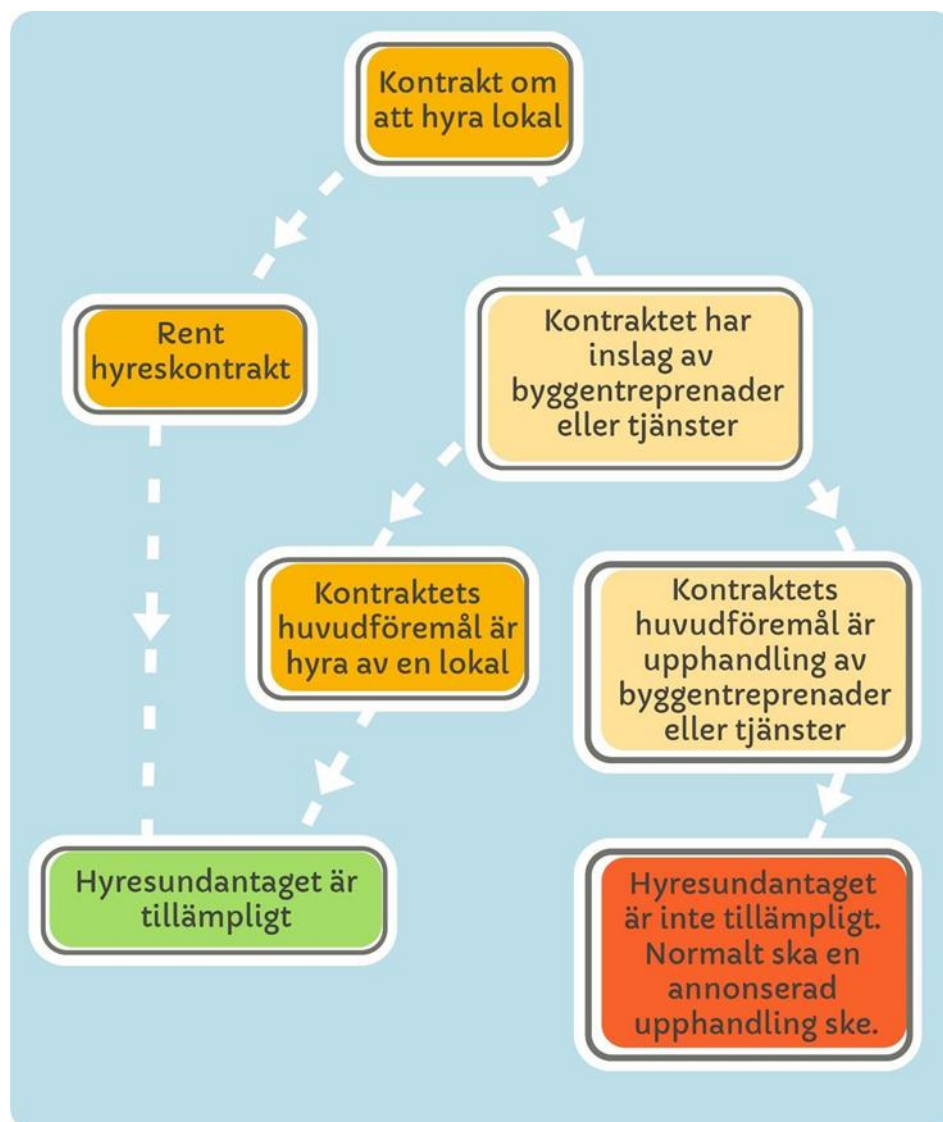 Kontrakt om
att hyra lokal
Rent
hyreskontrakt
Kontraktet har
inslag av
byggentreprenader
eller tjänster
Kontraktets
huvudföremål är
hyra av en lokal
Kontraktets
huvudföremål är
upphandling av
byggentreprenader
eller tjänster
Hyresundantaget är
tillämpligt
Hyresundantaget
är inte tillämpligt.
Normalt ska en
annonserad
upphandling ske.